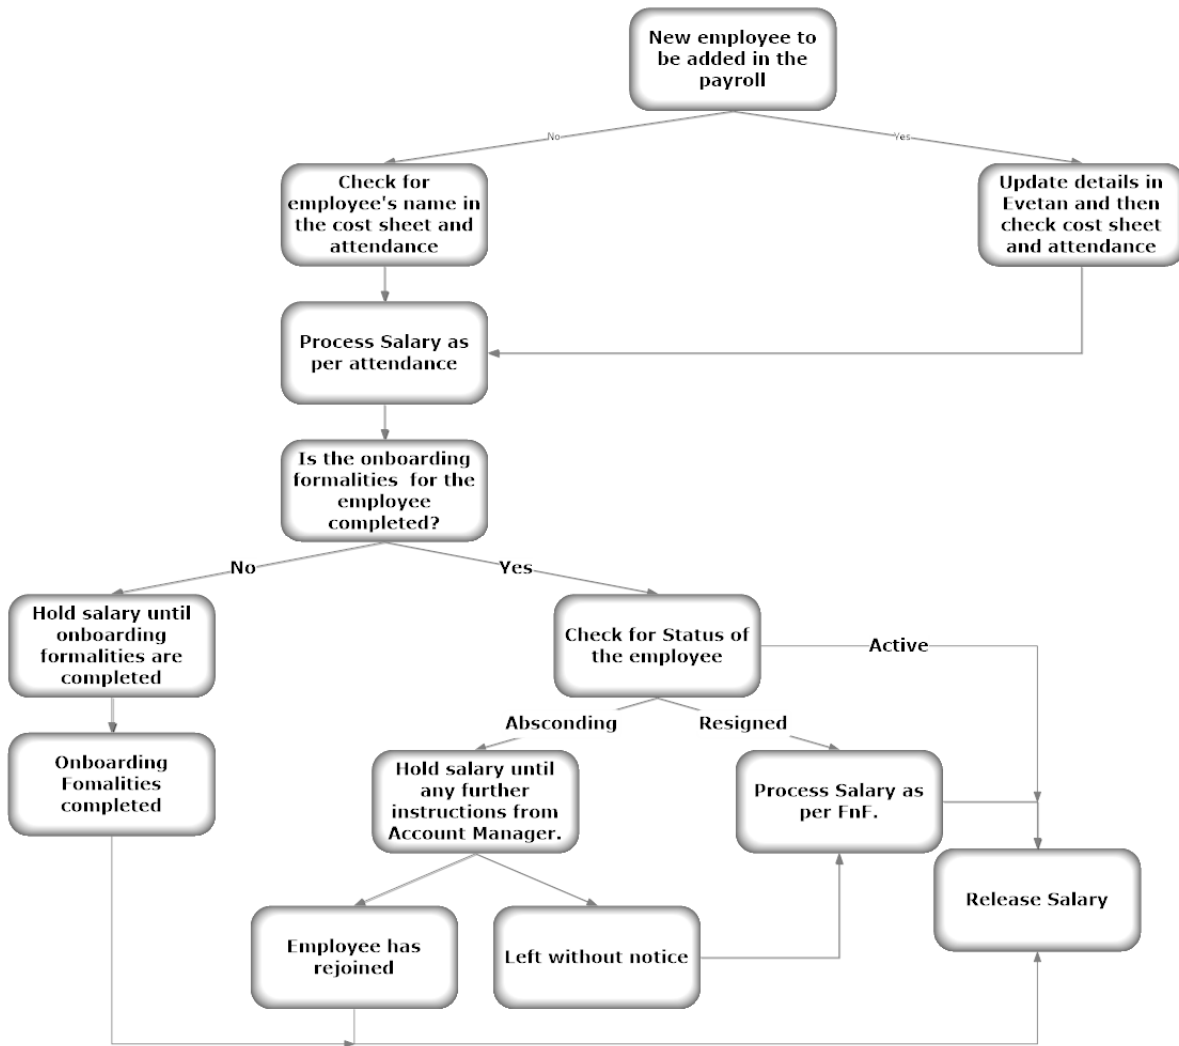 New employee to
be added in the
payroll
No
Yes
Check for
employee's name in
the cost sheet and
attendance
Update details in
Evetan and then
check cost sheet
and attendance
Process Salary as
per attendance
Is the onboarding
formalities  for the
employee
completed?
No
Yes
Hold salary until
onboarding
formalities are
completed
Check for Status of
the employee
Active
Absconding
Resigned
Onboarding
Fomalities
completed
Hold salary until
any further
instructions from
Account Manager.
Process Salary as
per FnF.
Release Salary
Employee has
rejoined
Left without notice